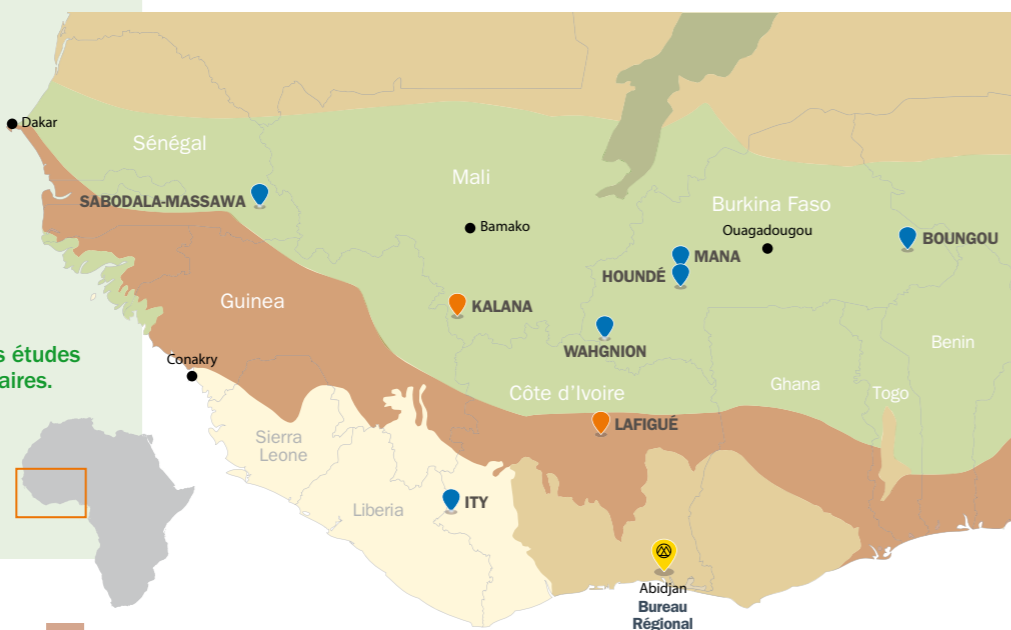 Dakar
Sénégal
Mali
SABODALA-MASSAWA
Burkina Faso
Bamako
Ouagadougou
BOUNGOU
MANA
HOUNDÉ
Guinea
KALANA
WAHGNION
Benin
s études
aires.
Conakry
Côte d'Ivoire
Ghana
Togo
LAFIGUÉ
Sierra
Leone
Liberia
ITY
Abidjan
Bureau
Régional